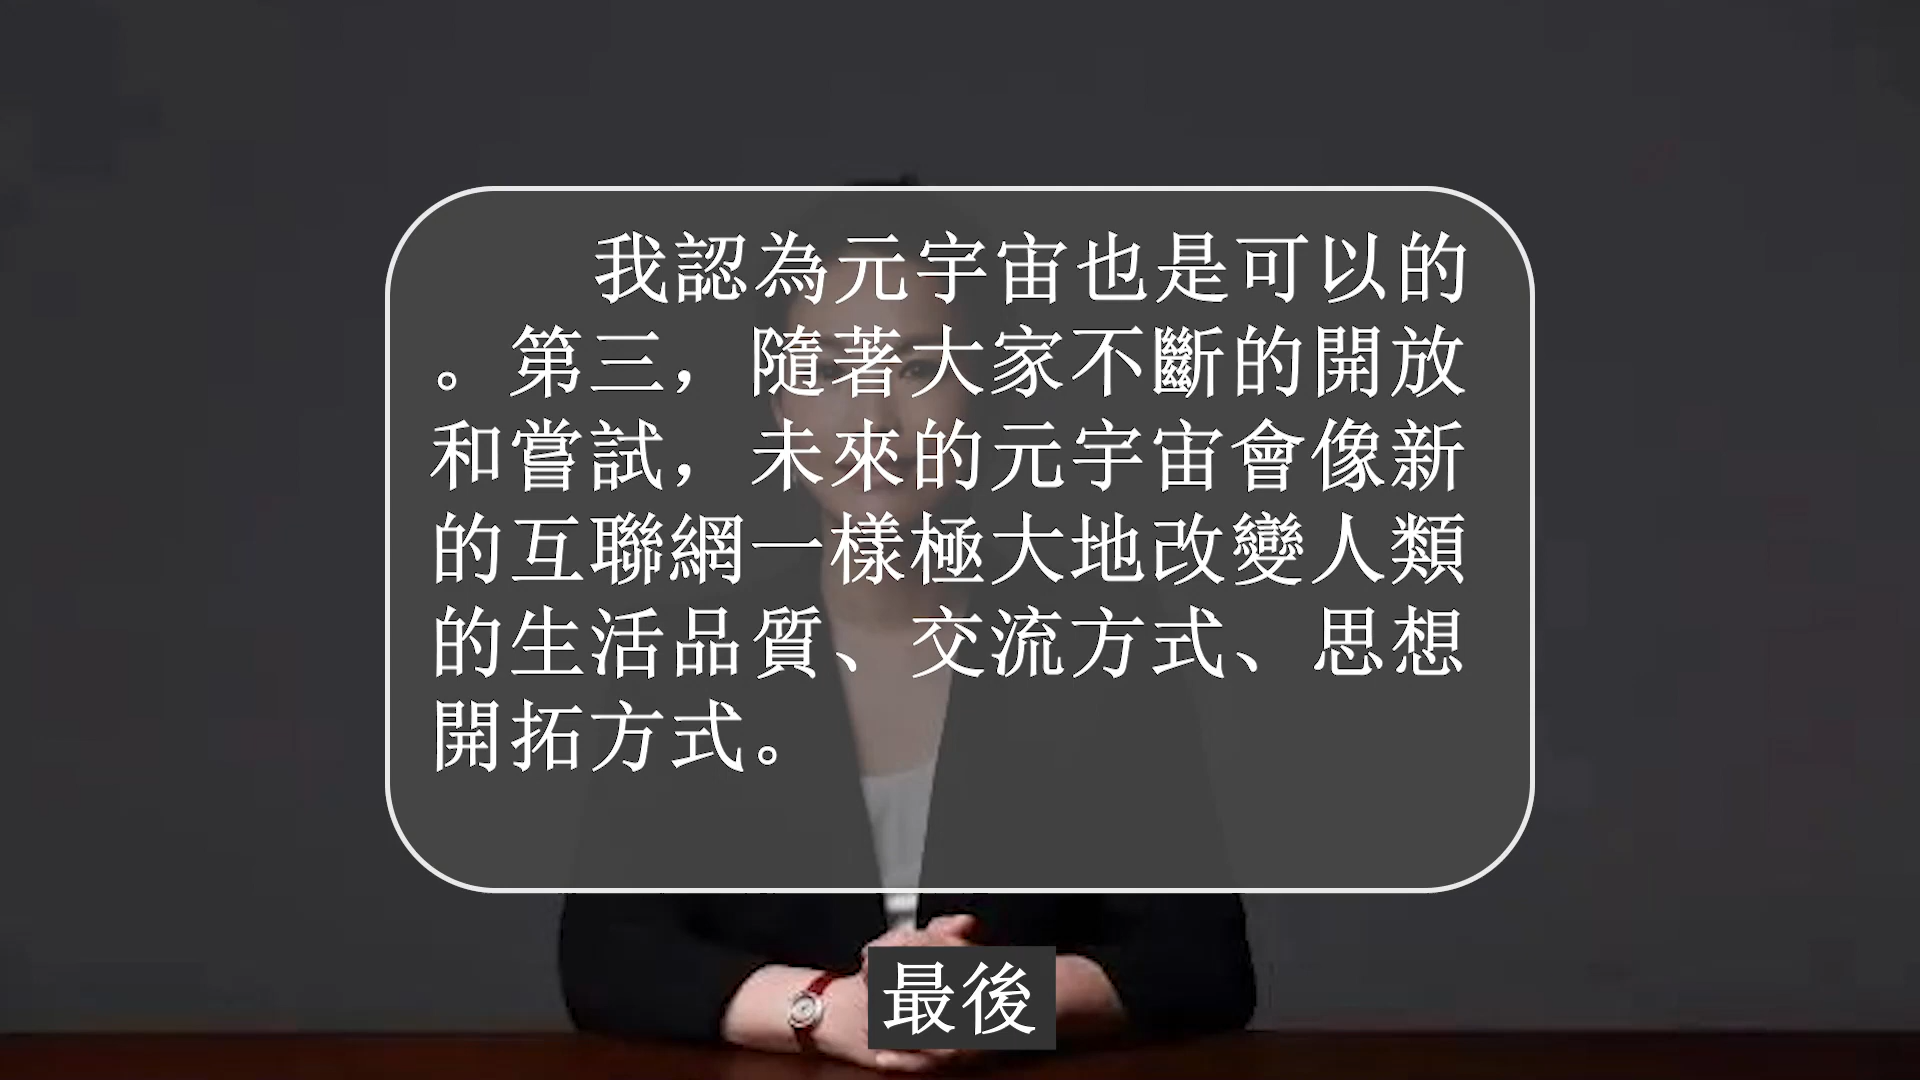 我認為元宇宙也是可以的
。第三，隨著大家不斷的開放
和嘗試，未來的元宇宙會像新
的互聯網一樣極大地改變人類
的生活品質、交流方式、思想
開拓方式。
最後